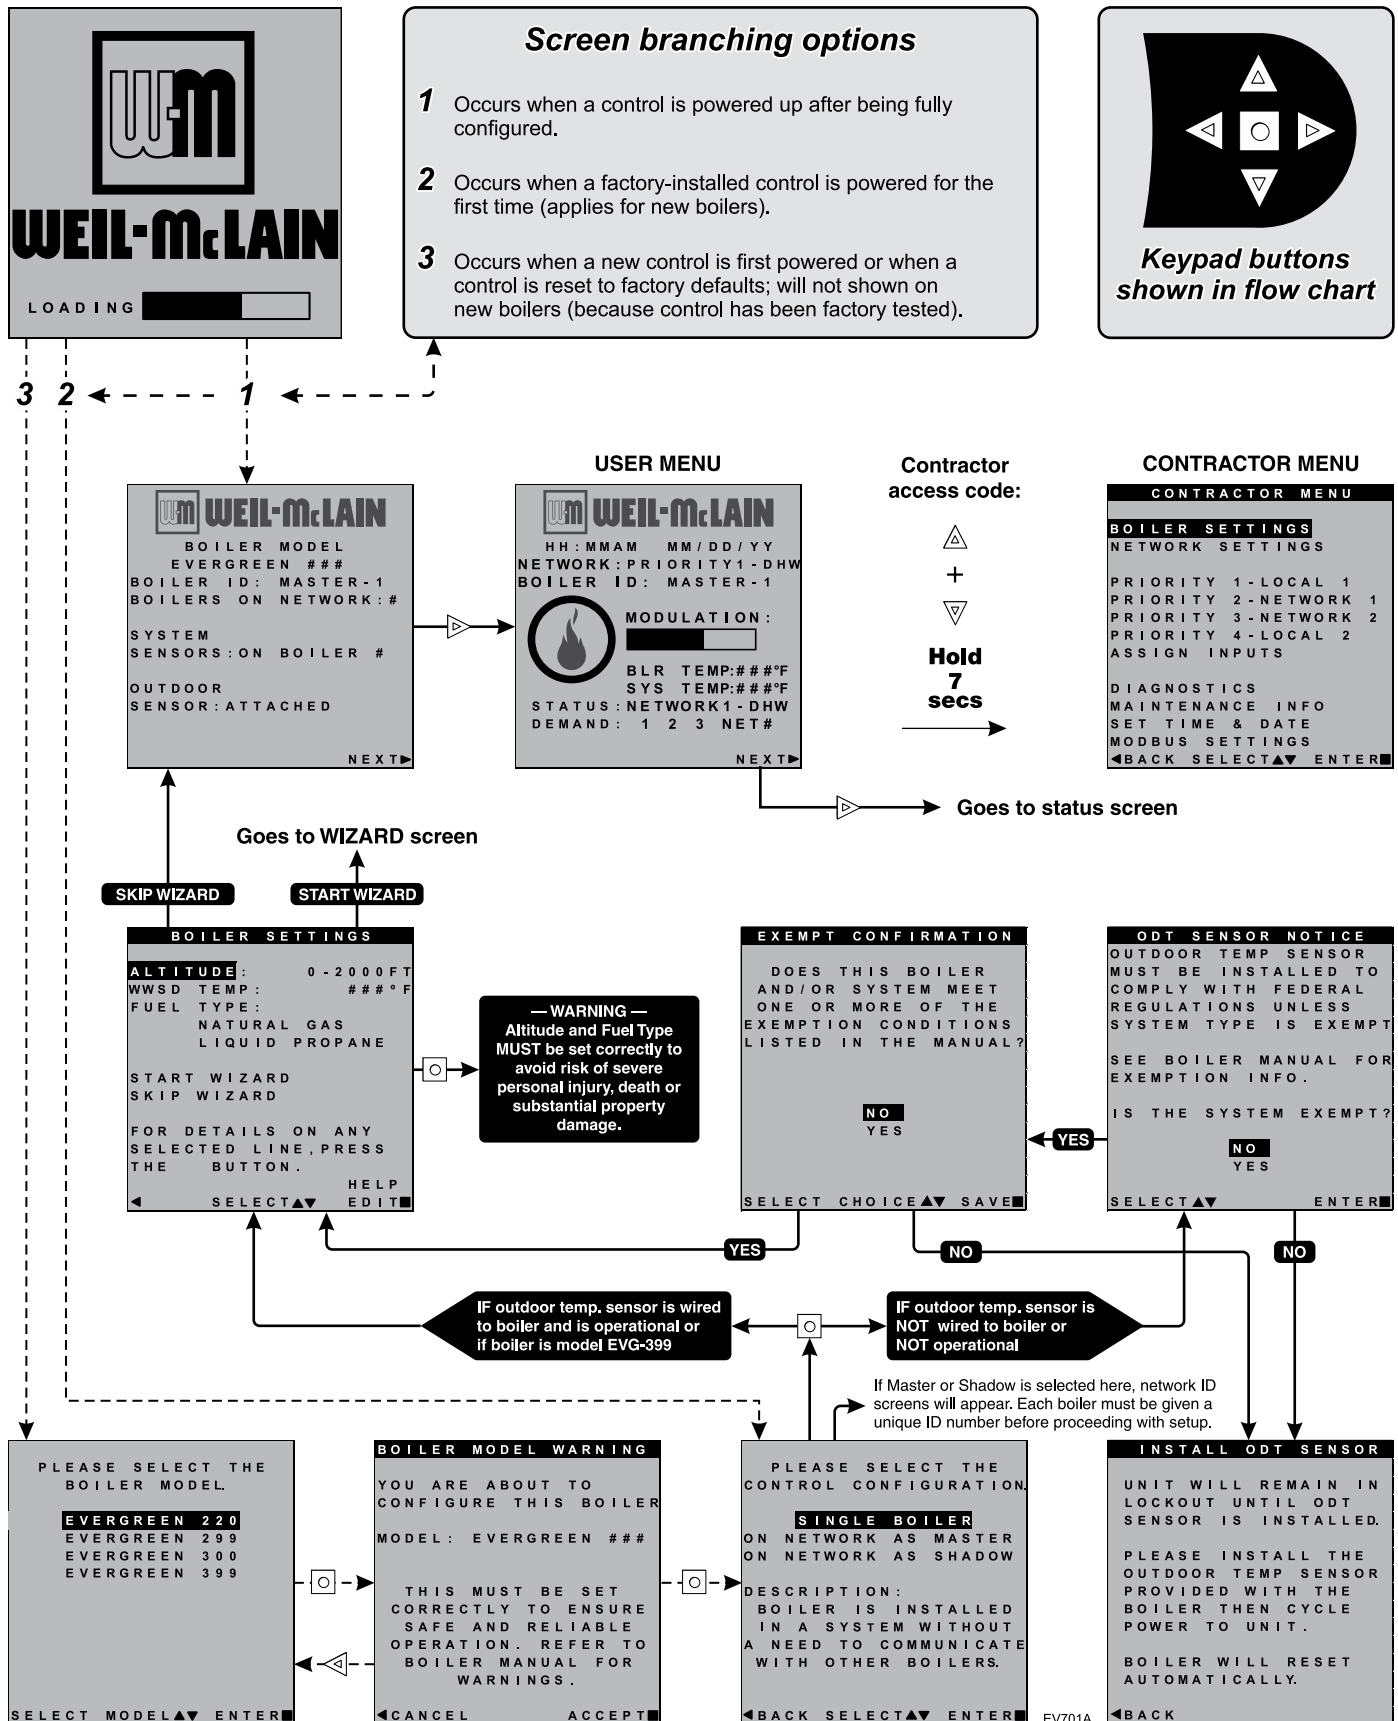 WM
WEIL-McLAIN
LOADING
Screen branching options
1 Occurs when a control is powered up after being fully
configured.
2 Occurs when a factory-installed control is powered for the
first time (applies for new boilers).
3 Occurs when a new control is first powered or when a
control is reset to factory defaults; will not shown on
new boilers (because control has been factory tested).
Keypad buttons
shown in flow chart
3 2 1
WM WEIL-McLAIN
BOILER MODEL
EVERGREEN ###
BOILER ID: MASTER-1
BOILERS ON NETWORK:#
SYSTEM
SENSORS:ON BOILER #
OUTDOOR
SENSOR:ATTACHED
NEXT▶
USER MENU
WM WEIL-McLAIN
HH:MMAM MM/DD/YY
NETWORK:PRIORITY1-DHW
BOILER ID: MASTER-1
MODULATION:
BLR TEMP:###°F
SYS TEMP:###°F
STATUS:NETWORK1-DHW
DEMAND: 1 2 3 NET#
NEXT▶
Contractor
access code:
+
Hold
7
secs
CONTRACTOR MENU
CONTRACTOR MENU
BOILER SETTINGS
NETWORK SETTINGS
PRIORITY 1-LOCAL 1
PRIORITY 2-NETWORK 1
PRIORITY 3-NETWORK 2
PRIORITY 4-LOCAL 2
ASSIGN INPUTS
DIAGNOSTICS
MAINTENANCE INFO
SET TIME & DATE
MODBUS SETTINGS
◀BACK SELECT▲▼ ENTER■
Goes to status screen
Goes to WIZARD screen
SKIP WIZARD
START WIZARD
BOILER SETTINGS
ALTITUDE: 0-2000FT
WWSD TEMP: ###°F
FUEL TYPE:
NATURAL GAS
LIQUID PROPANE
START WIZARD
SKIP WIZARD
FOR DETAILS ON ANY
SELECTED LINE,PRESS
THE BUTTON.
HELP
◀ SELECT▲▼ EDIT■
— WARNING —
Altitude and Fuel Type
MUST be set correctly to
avoid risk of severe
personal injury, death or
substantial property
damage.
EXEMPT CONFIRMATION
DOES THIS BOILER
AND/OR SYSTEM MEET
ONE OR MORE OF THE
EXEMPTION CONDITIONS
LISTED IN THE MANUAL?
NO
YES
SELECT CHOICE▲▼ SAVE■
YES
ODT SENSOR NOTICE
OUTDOOR TEMP SENSOR
MUST BE INSTALLED TO
COMPLY WITH FEDERAL
REGULATIONS UNLESS
SYSTEM TYPE IS EXEMPT
SEE BOILER MANUAL FOR
EXEMPTION INFO.
IS THE SYSTEM EXEMPT?
NO
YES
SELECT▲▼ ENTER■
YES
NO
NO
IF outdoor temp. sensor is wired
to boiler and is operational or
if boiler is model EVG-399
IF outdoor temp. sensor is
NOT wired to boiler or
NOT operational
If Master or Shadow is selected here, network ID
screens will appear. Each boiler must be given a
unique ID number before proceeding with setup.
PLEASE SELECT THE
BOILER MODEL.
EVERGREEN 220
EVERGREEN 299
EVERGREEN 300
EVERGREEN 399
SELECT MODEL▲▼ ENTER■
BOILER MODEL WARNING
YOU ARE ABOUT TO
CONFIGURE THIS BOILER
MODEL: EVERGREEN ###
THIS MUST BE SET
CORRECTLY TO ENSURE
SAFE AND RELIABLE
OPERATION. REFER TO
BOILER MANUAL FOR
WARNINGS.
◀CANCEL ACCEPT■
PLEASE SELECT THE
CONTROL CONFIGURATION.
SINGLE BOILER
ON NETWORK AS MASTER
ON NETWORK AS SHADOW
DESCRIPTION:
BOILER IS INSTALLED
IN A SYSTEM WITHOUT
A NEED TO COMMUNICATE
WITH OTHER BOILERS.
◀BACK SELECT▲▼ ENTER■
EV701A
INSTALL ODT SENSOR
UNIT WILL REMAIN IN
LOCKOUT UNTIL ODT
SENSOR IS INSTALLED.
PLEASE INSTALL THE
OUTDOOR TEMP SENSOR
PROVIDED WITH THE
BOILER THEN CYCLE
POWER TO UNIT.
BOILER WILL RESET
AUTOMATICALLY.
◀BACK